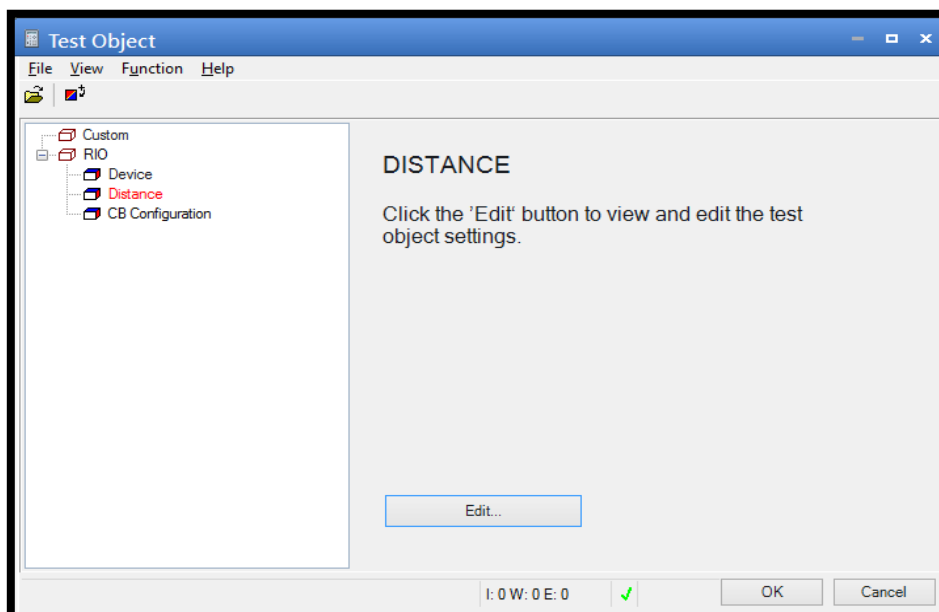 Test Object
File View Function Help
Custom
RIO
Device
Distance
CB Configuration
DISTANCE
Click the 'Edit' button to view and edit the test
object settings.
Edit...
I: 0 W: 0 E: 0
OK
Cancel